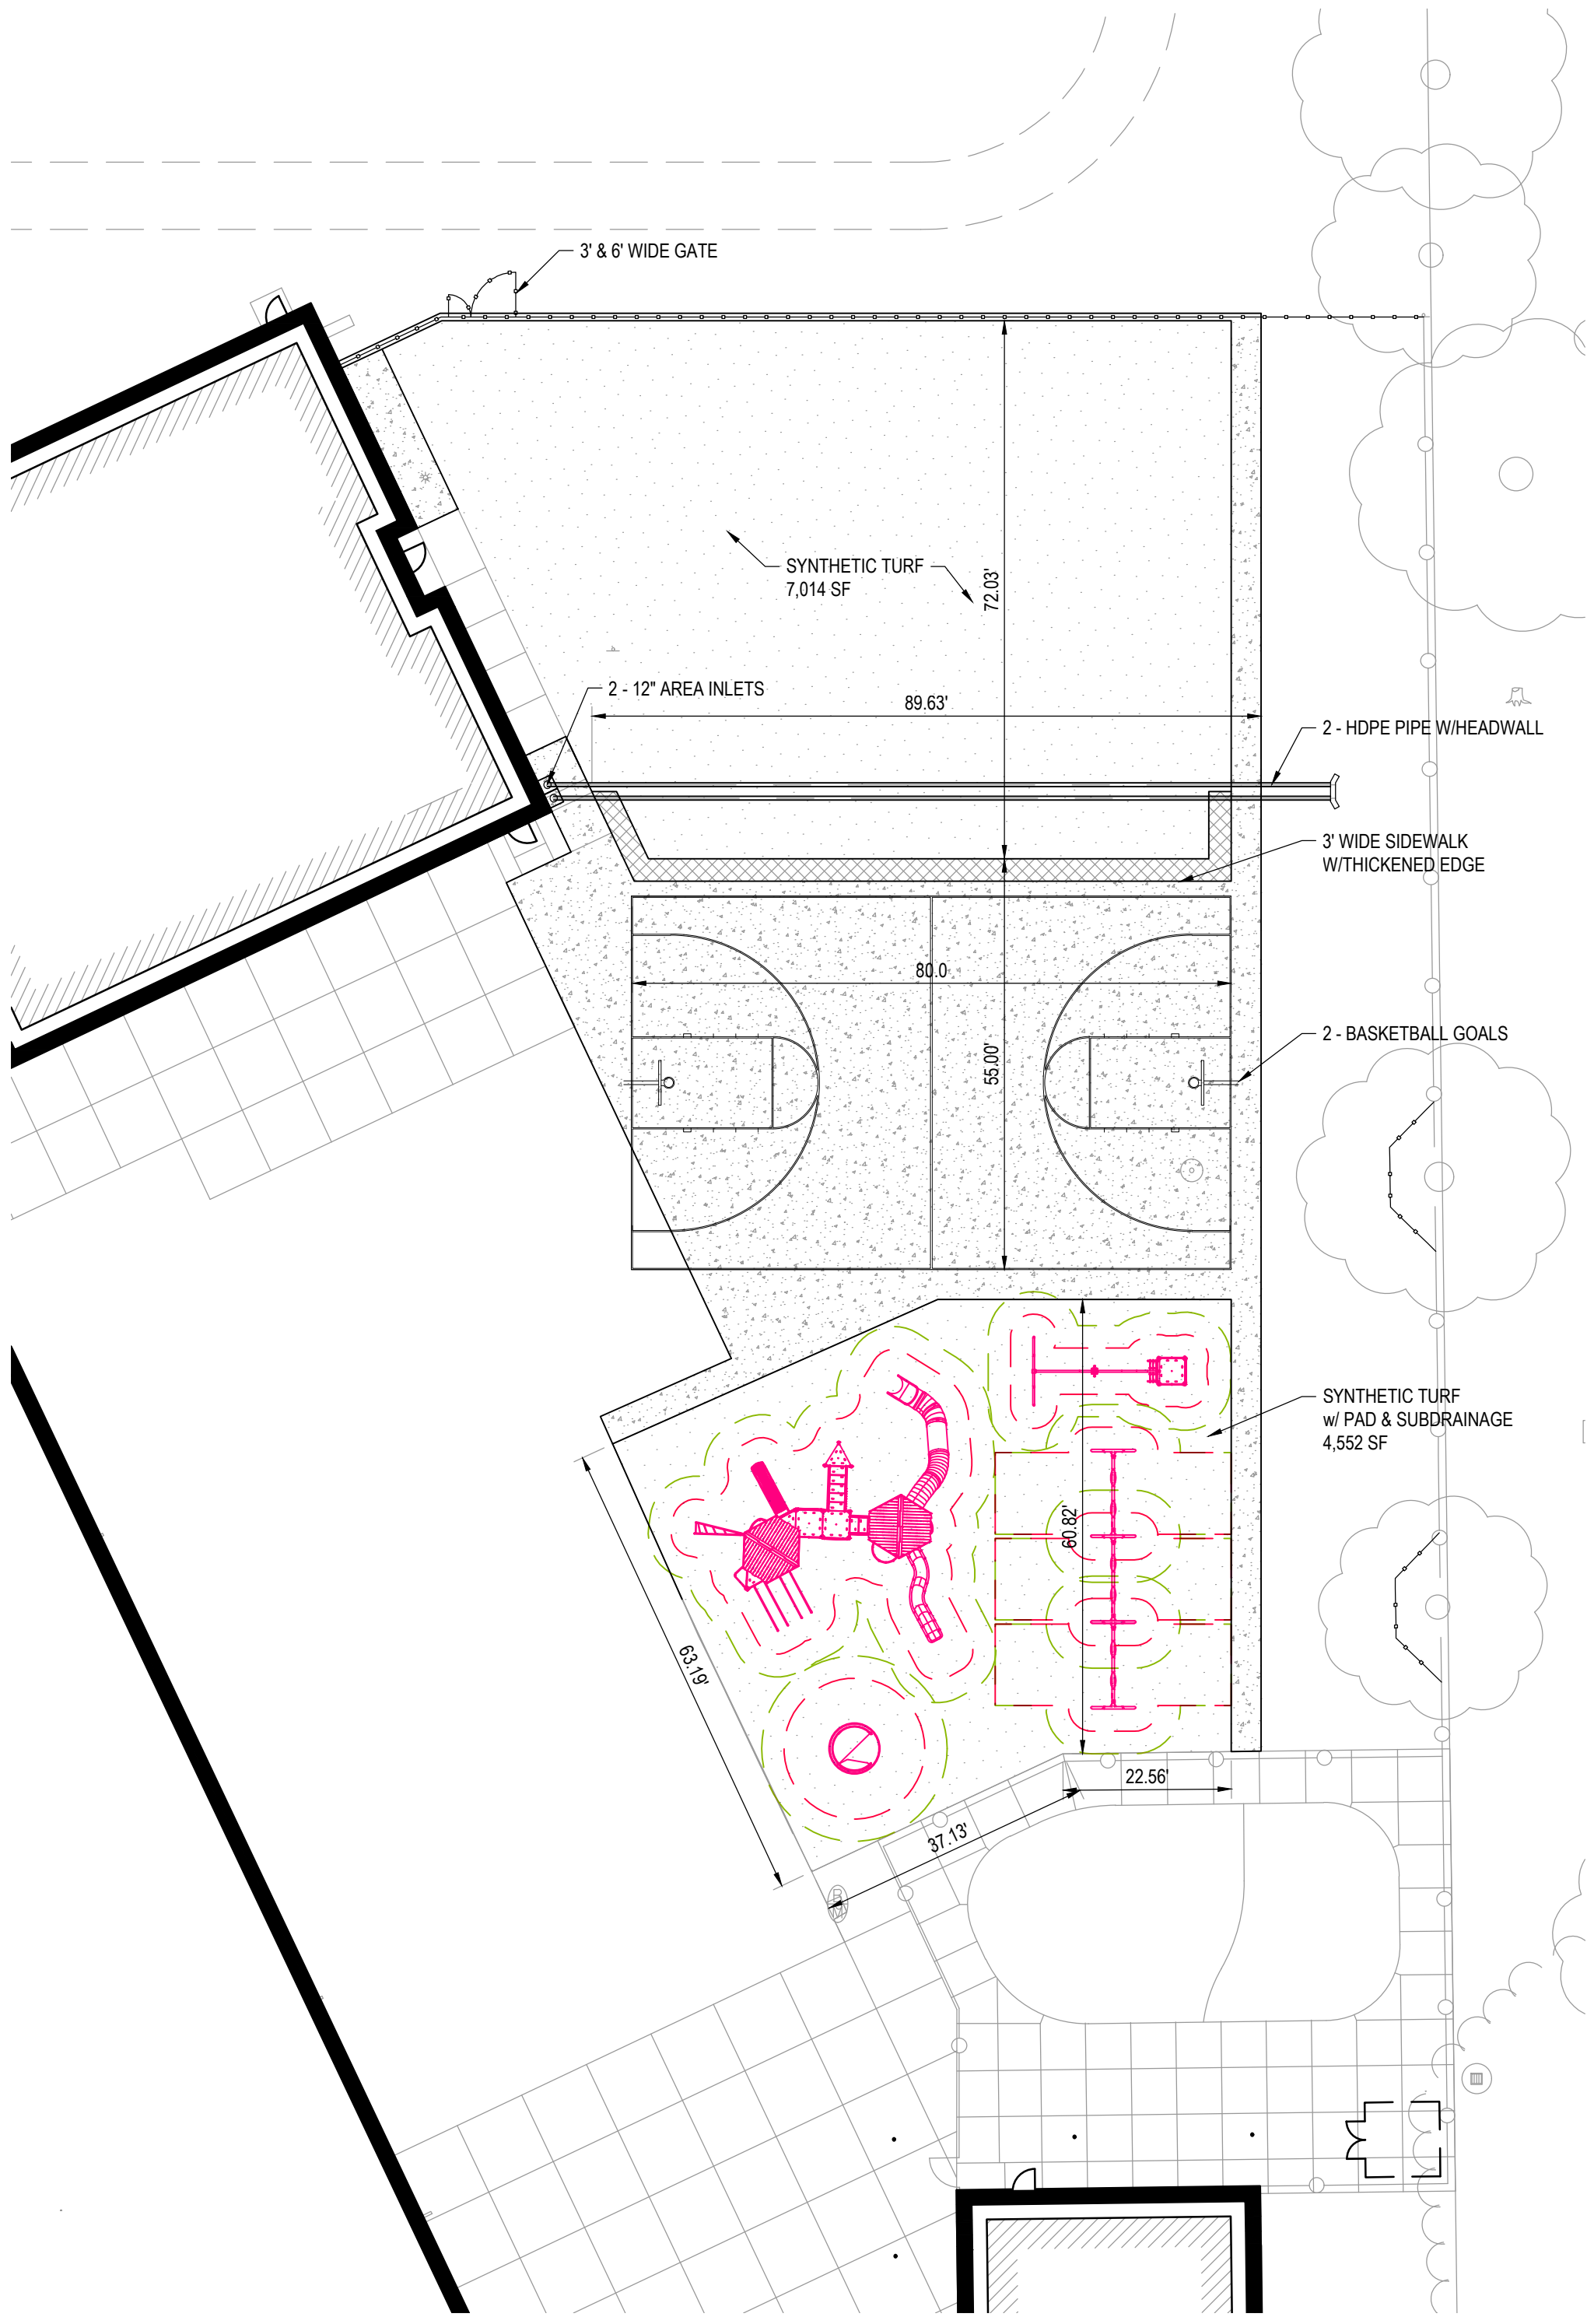 3' & 6' WIDE GATE
SYNTHETIC TURF
7,014 SF
72.03'
2 - 12" AREA INLETS
89.63'
2 - HDPE PIPE W/HEADWALL
3' WIDE SIDEWALK
W/THICKENED EDGE
80.0
2 - BASKETBALL GOALS
55.00'
SYNTHETIC TURF
w/ PAD & SUBDRAINAGE
4,552 SF
60.82'
63.19'
22.56'
37.13'